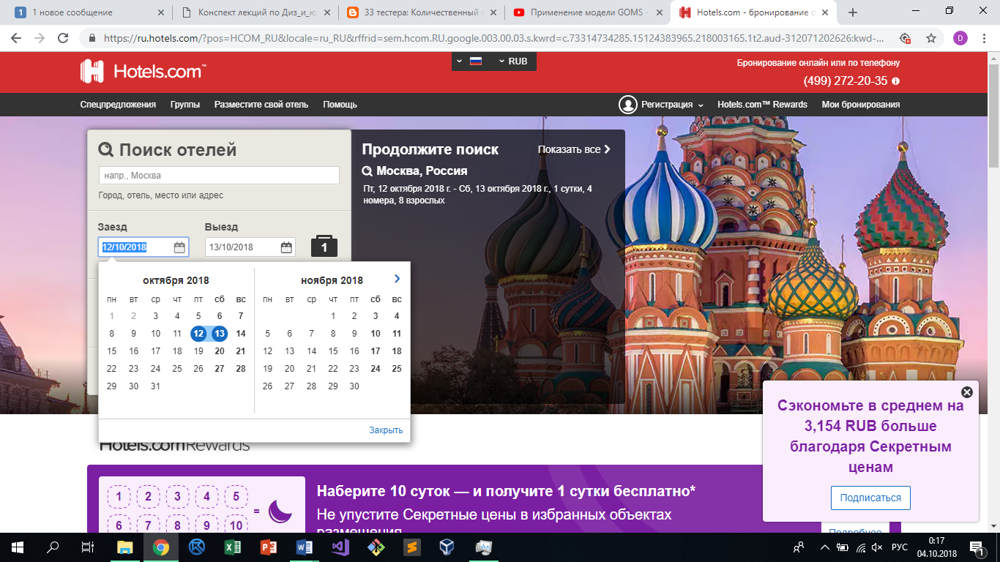 1 новое сообщение
Конспект лекций по Диз_и_ю
33 тестера: Количественный
Применение модели GOMS -
Hotels.com - бронирование о
https://ru.hotels.com/?pos=HCOM_RU&locale=ru_RU&rffrid=sem.hcom.RU.google.003.00.03.s.kwrd=c.73314734285.15124383965.218003165.1t2.aud-312071202626:kwd-...
D
Hotels.com™
RUB
Бронирование онлайн или по телефону
(499) 272-20-35
Спецпредложения Группы Разместите свой отель Помощь
Регистрация Hotels.com™ Rewards Мои бронирования
Поиск отелей
напр., Москва
Город, отель, место или адрес
Заезд Выезд
12/10/2018 13/10/2018 1
Продолжите поиск Показать все
Москва, Россия
Пт, 12 октября 2018 г. - Сб, 13 октября 2018 г., 1 сутки, 4
номера, 8 взрослых
октября 2018
пн вт ср чт пт сб вс
1 2 3 4 5 6 7
8 9 10 11 12 13 14
15 16 17 18 19 20 21
22 23 24 25 26 27 28
29 30 31
ноября 2018
пн вт ср чт пт сб вс
1 2 3 4
5 6 7 8 9 10 11
12 13 14 15 16 17 18
19 20 21 22 23 24 25
26 27 28 29 30
Закрыть
Hotels.com Rewards
1 2 3 4 5
=
6 7 8 9 10
Наберите 10 суток — и получите 1 сутки бесплатно*
Не упустите Секретные цены в избранных объектах
размещения
Сэкономьте в среднем на
3,154 RUB больше
благодаря Секретным
ценам
Подписаться
Подробнее
РУС
0:17
04.10.2018
1